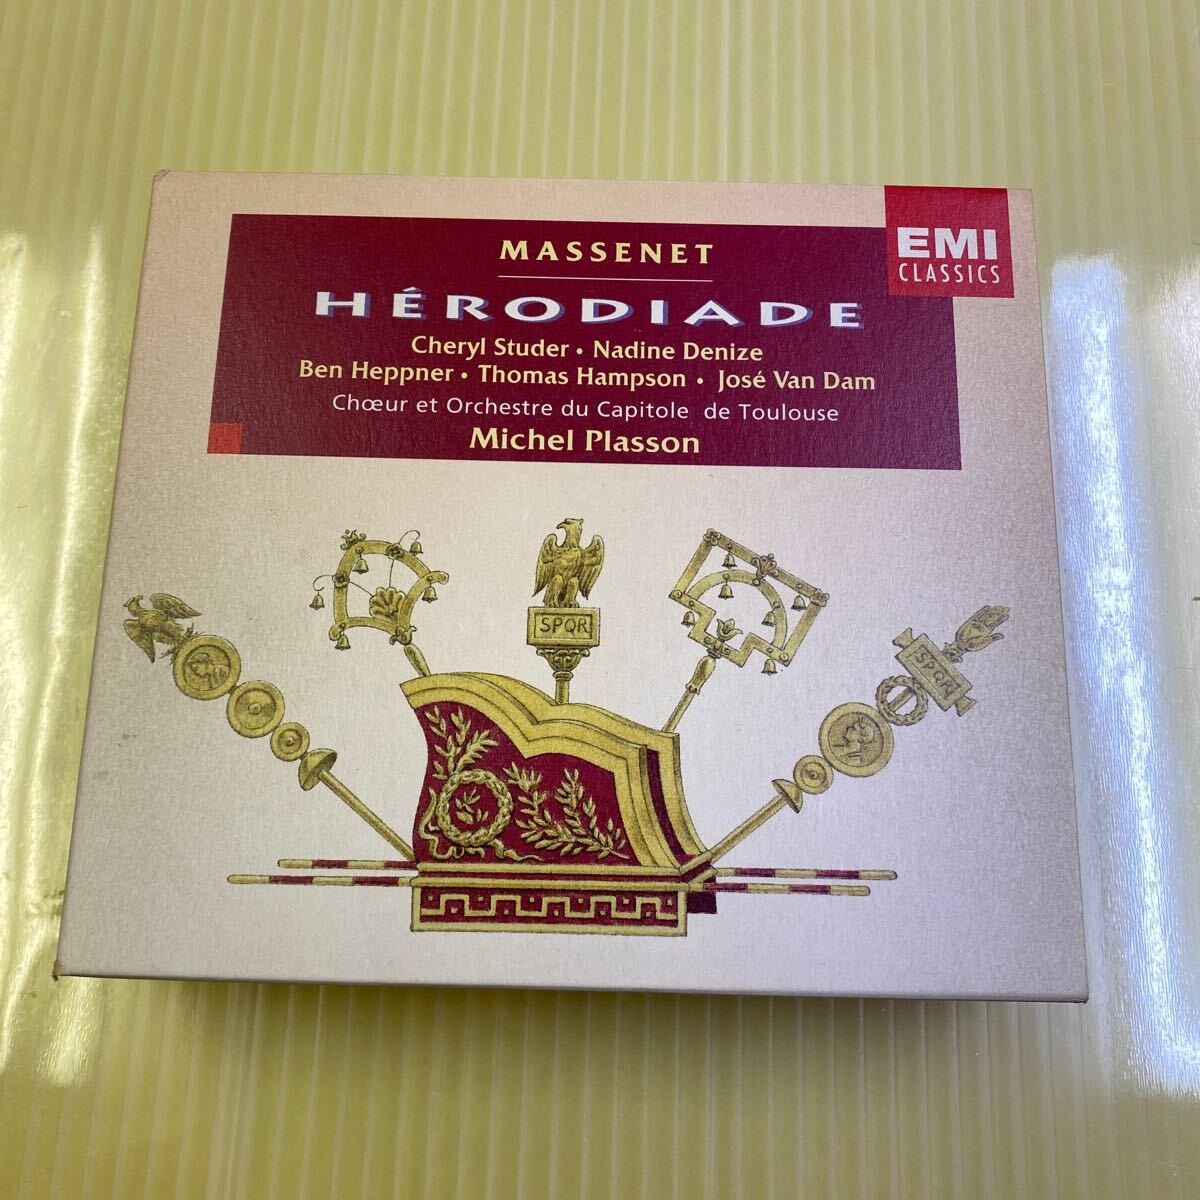 MASSENET
HÉRODIADE
Cheryl Studer • Nadine Denize
Ben Heppner • Thomas Hampson • José Van Dam
Chœur et Orchestre du Capitole de Toulouse
Michel Plasson
EMI
CLASSICS
SPQR
SPQR